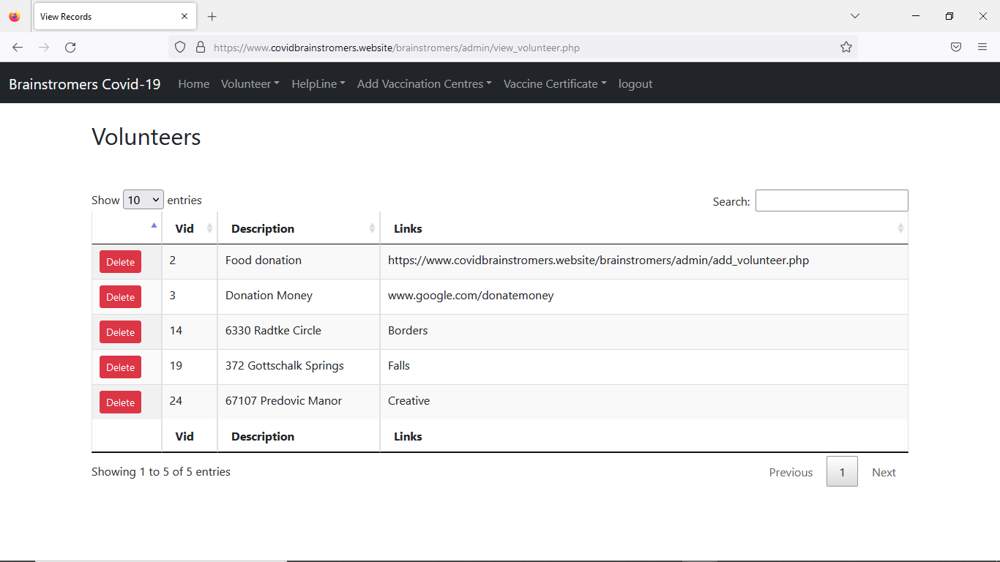 View Records
https://www.covidbrainstromers.website/brainstromers/admin/view_volunteer.php
Brainstromers Covid-19 Home Volunteer HelpLine Add Vaccination Centres Vaccine Certificate logout
Volunteers
Show 10 entries Search:
Vid Description Links
Delete 2 Food donation https://www.covidbrainstromers.website/brainstromers/admin/add_volunteer.php
Delete 3 Donation Money www.google.com/donatemoney
Delete 14 6330 Radtke Circle Borders
Delete 19 372 Gottschalk Springs Falls
Delete 24 67107 Predovic Manor Creative
Vid Description Links
Showing 1 to 5 of 5 entries Previous 1 Next